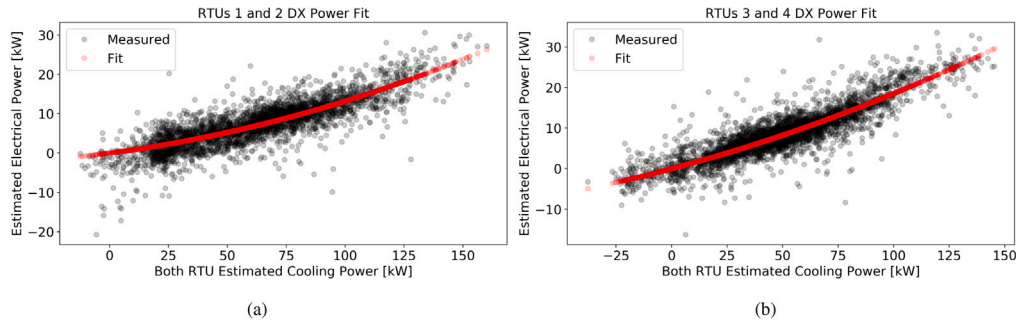 RTUs 1 and 2 DX Power Fit
Estimated Electrical Power [kW]
30
20
10
0
−10
−20
Measured
Fit
0 25 50 75 100 125 150
Both RTU Estimated Cooling Power [kW]
(a)
RTUs 3 and 4 DX Power Fit
Estimated Electrical Power [kW]
30
20
10
0
−10
Measured
Fit
−25 0 25 50 75 100 125 150
Both RTU Estimated Cooling Power [kW]
(b)